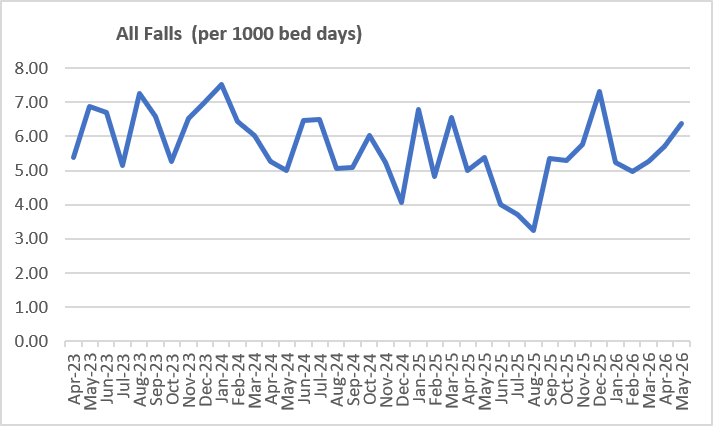 All Falls  (per 1000 bed days)
8.00
7.00
6.00
5.00
4.00
3.00
2.00
1.00
0.00
Apr-23
May-23
Jun-23
Jul-23
Aug-23
Sep-23
Oct-23
Nov-23
Dec-23
Jan-24
Feb-24
Mar-24
Apr-24
May-24
Jun-24
Jul-24
Aug-24
Sep-24
Oct-24
Nov-24
Dec-24
Jan-25
Feb-25
Mar-25
Apr-25
May-25
Jun-25
Jul-25
Aug-25
Sep-25
Oct-25
Nov-25
Dec-25
Jan-26
Feb-26
Mar-26
Apr-26
May-26